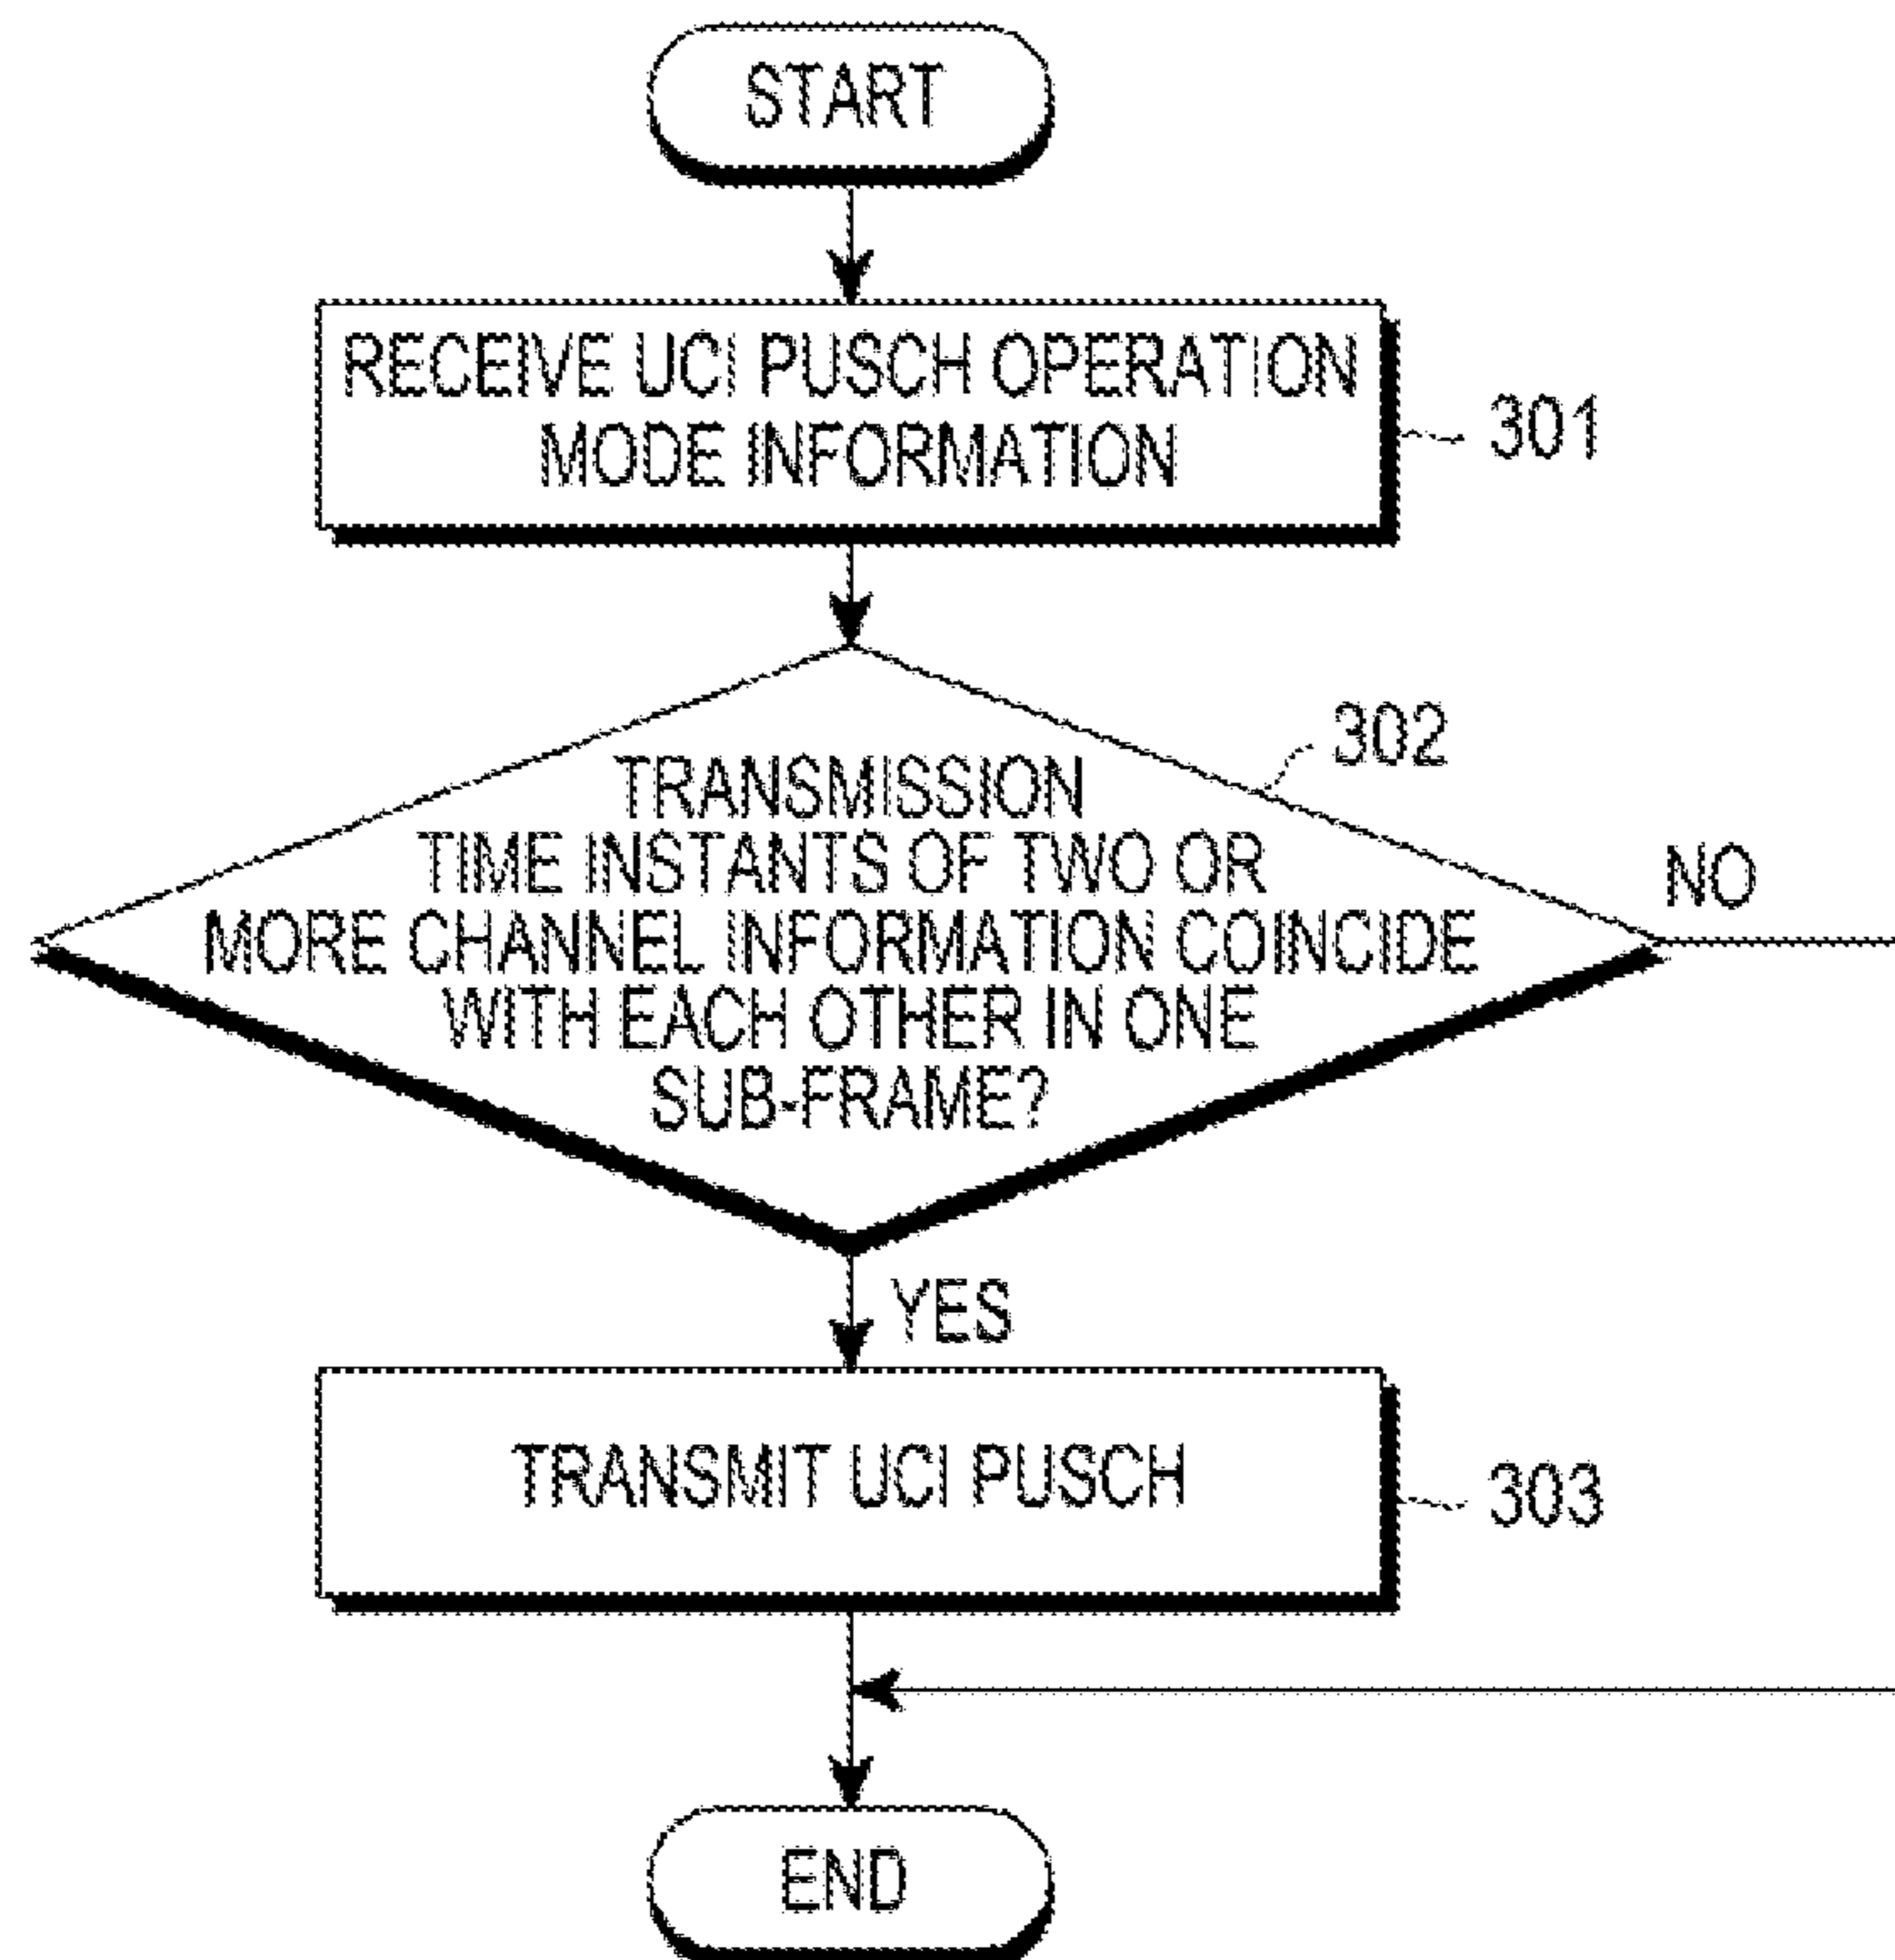 START
RECEIVE UCI PUSCH OPERATION
MODE INFORMATION
301
302
TRANSMISSION
TIME INSTANTS OF TWO OR
MORE CHANNEL INFORMATION COINCIDE
WITH EACH OTHER IN ONE
SUB-FRAME?
NO
YES
TRANSMIT UCI PUSCH
303
END